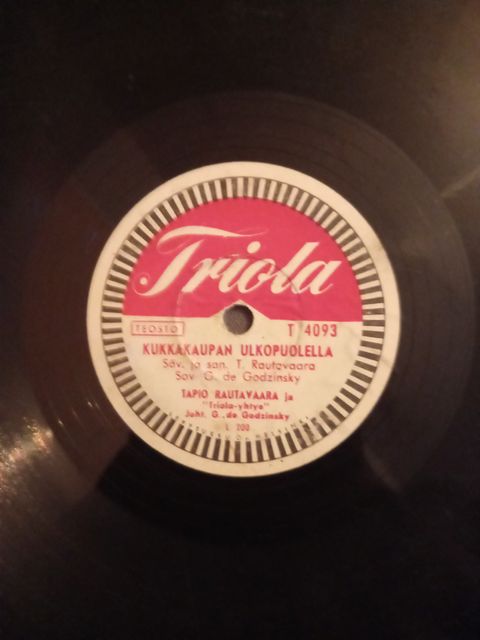 Triola
TEOSTO
T 4093
KUKKAKAUPAN ULKOPUOLELLA
Säv. ja san. T. Rautavaara
Sov. G. de Godzinsky
TAPIO RAUTAVAARA ja
"Triola-yhtye"
Joht. G. de Godzinsky